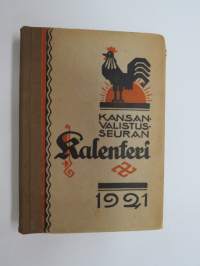 KANSAN-
VALISTUS-
SEURAN
Kalenteri
1921